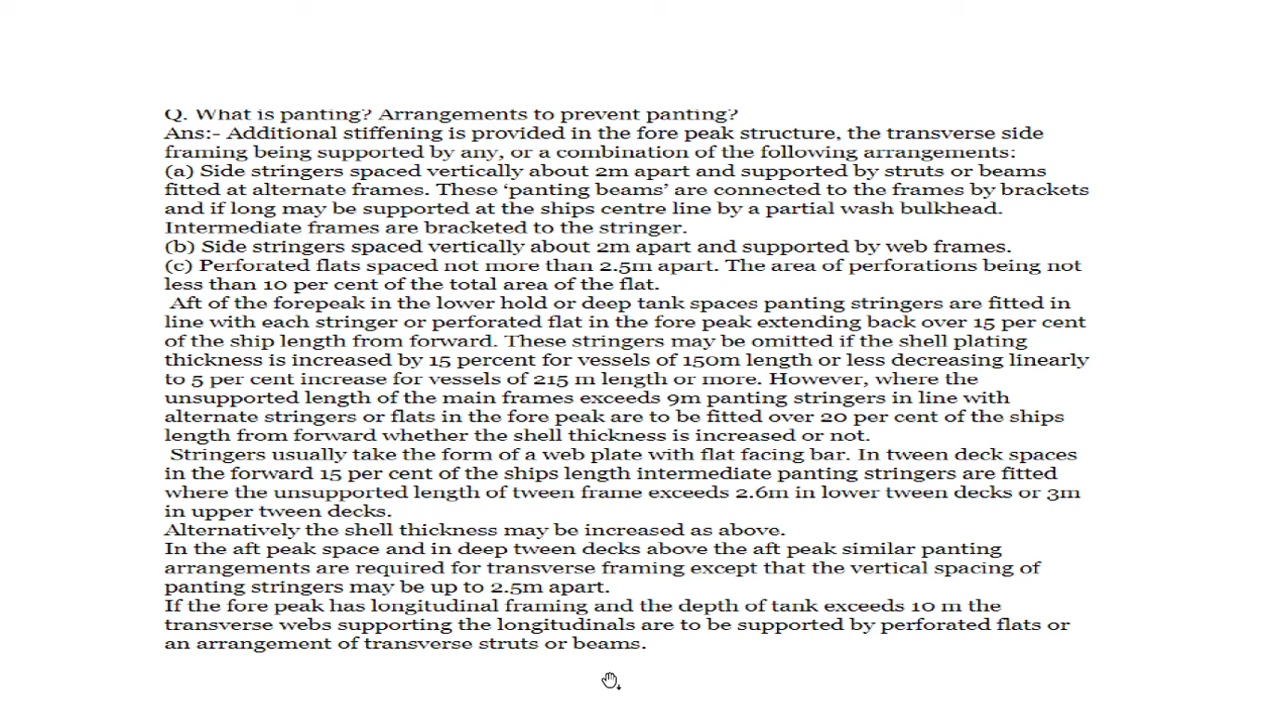 Q. What is panting? Arrangements to prevent panting?
Ans:- Additional stiffening is provided in the fore peak structure, the transverse side
framing being supported by any, or a combination of the following arrangements:
(a) Side stringers spaced vertically about 2m apart and supported by struts or beams
fitted at alternate frames. These ‘panting beams’ are connected to the frames by brackets
and if long may be supported at the ships centre line by a partial wash bulkhead.
Intermediate frames are bracketed to the stringer.
(b) Side stringers spaced vertically about 2m apart and supported by web frames.
(c) Perforated flats spaced not more than 2.5m apart. The area of perforations being not
less than 10 per cent of the total area of the flat.
Aft of the forepeak in the lower hold or deep tank spaces panting stringers are fitted in
line with each stringer or perforated flat in the fore peak extending back over 15 per cent
of the ship length from forward. These stringers may be omitted if the shell plating
thickness is increased by 15 percent for vessels of 150m length or less decreasing linearly
to 5 per cent increase for vessels of 215 m length or more. However, where the
unsupported length of the main frames exceeds 9m panting stringers in line with
alternate stringers or flats in the fore peak are to be fitted over 20 per cent of the ships
length from forward whether the shell thickness is increased or not.
Stringers usually take the form of a web plate with flat facing bar. In tween deck spaces
in the forward 15 per cent of the ships length intermediate panting stringers are fitted
where the unsupported length of tween frame exceeds 2.6m in lower tween decks or 3m
in upper tween decks.
Alternatively the shell thickness may be increased as above.
In the aft peak space and in deep tween decks above the aft peak similar panting
arrangements are required for transverse framing except that the vertical spacing of
panting stringers may be up to 2.5m apart.
If the fore peak has longitudinal framing and the depth of tank exceeds 10 m the
transverse webs supporting the longitudinals are to be supported by perforated flats or
an arrangement of transverse struts or beams.